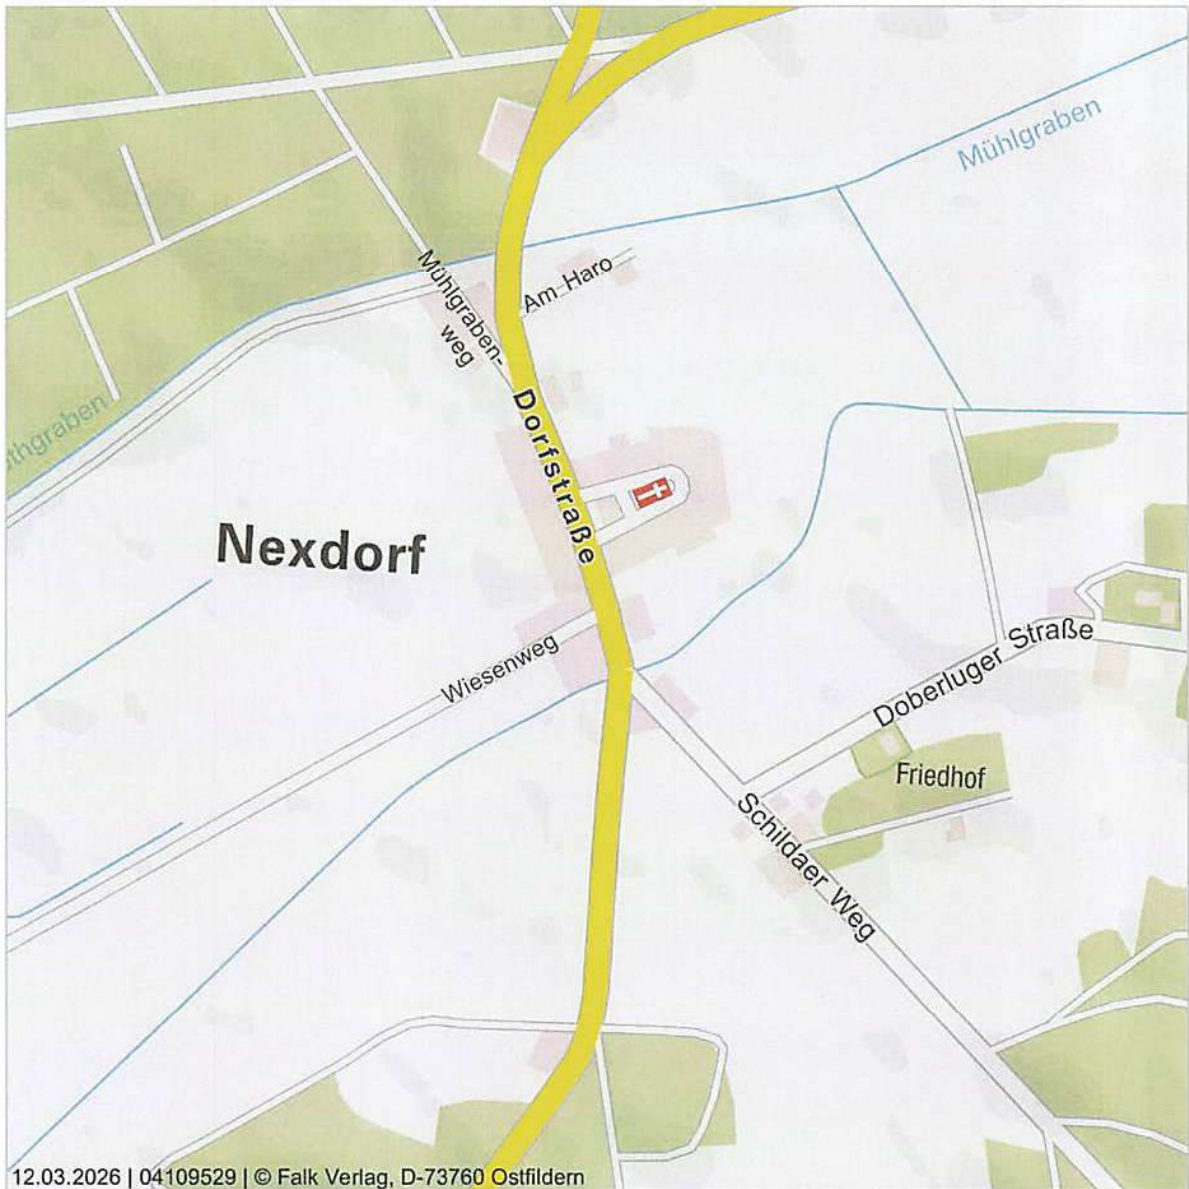 Mühlgraben
Am Haro
Mühlgraben-
weg
Dorfstraße
thgraben
Nexdorf
Wiesenweg
Doberluger Straße
Friedhof
Schildaer Weg
12.03.2026 | 04109529 | © Falk Verlag, D-73760 Ostfildern